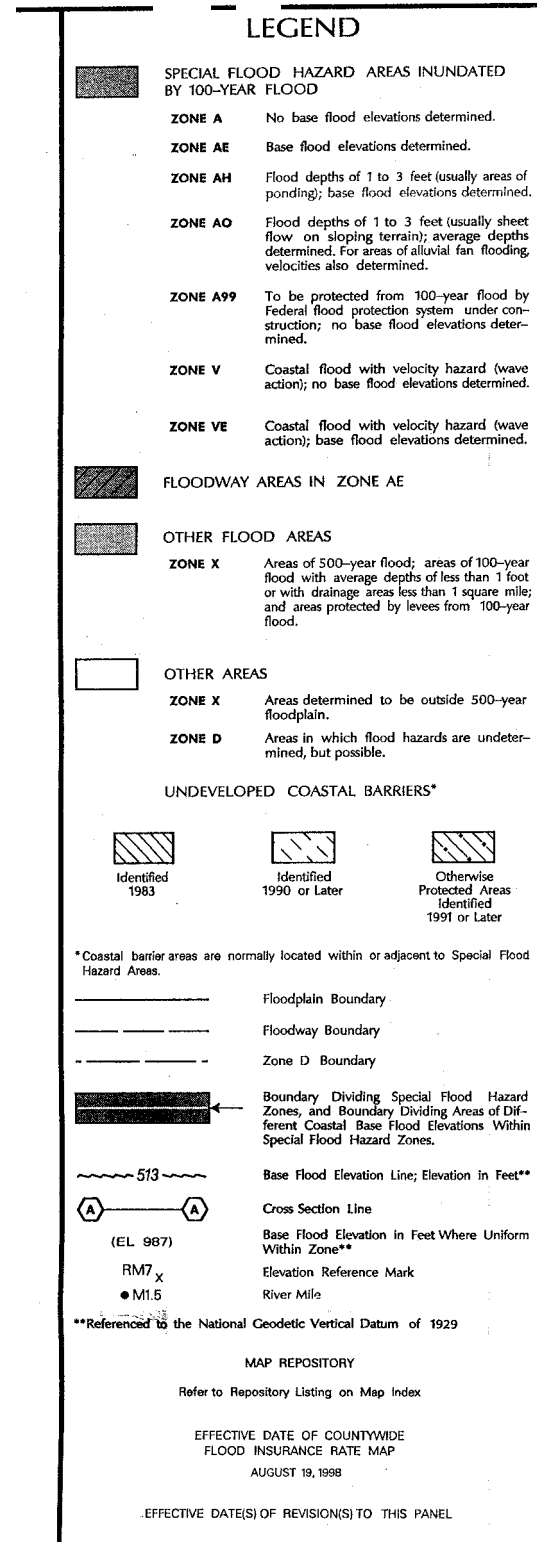 LEGEND
SPECIAL FLOOD HAZARD AREAS INUNDATED
BY 100–YEAR FLOOD
ZONE A No base flood elevations determined.
ZONE AE Base flood elevations determined.
ZONE AH Flood depths of 1 to 3 feet (usually areas of
ponding); base flood elevations determined.
ZONE AO Flood depths of 1 to 3 feet (usually sheet
flow on sloping terrain); average depths
determined. For areas of alluvial fan flooding,
velocities also determined.
ZONE A99 To be protected from 100–year flood by
Federal flood protection system under con–
struction; no base flood elevations deter–
mined.
ZONE V Coastal flood with velocity hazard (wave
action); no base flood elevations determined.
ZONE VE Coastal flood with velocity hazard (wave
action); base flood elevations determined.
FLOODWAY AREAS IN ZONE AE
OTHER FLOOD AREAS
ZONE X Areas of 500–year flood; areas of 100–year
flood with average depths of less than 1 foot
or with drainage areas less than 1 square mile;
and areas protected by levees from 100–year
flood.
OTHER AREAS
ZONE X Areas determined to be outside 500–year
floodplain.
ZONE D Areas in which flood hazards are undeter–
mined, but possible.
UNDEVELOPED COASTAL BARRIERS*
Identified
1983
Identified
1990 or Later
Otherwise
Protected Areas
Identified
1991 or Later
*Coastal barrier areas are normally located within or adjacent to Special Flood
Hazard Areas.
Floodplain Boundary
Floodway Boundary
Zone D Boundary
Boundary Dividing Special Flood Hazard
Zones, and Boundary Dividing Areas of Dif–
ferent Coastal Base Flood Elevations Within
Special Flood Hazard Zones.
513 Base Flood Elevation Line; Elevation in Feet**
A A Cross Section Line
(EL 987) Base Flood Elevation in Feet Where Uniform
Within Zone**
RM7 X Elevation Reference Mark
M1.5 River Mile
**Referenced to the National Geodetic Vertical Datum of 1929
MAP REPOSITORY
Refer to Repository Listing on Map Index
EFFECTIVE DATE OF COUNTYWIDE
FLOOD INSURANCE RATE MAP
AUGUST 19, 1998
EFFECTIVE DATE(S) OF REVISION(S) TO THIS PANEL